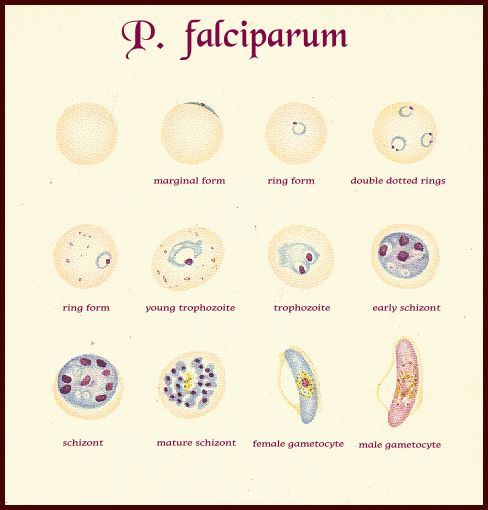 P. falciparum
marginal form
ring form
double dotted rings
ring form
young trophozoite
trophozoite
early schizont
schizont
mature schizont
female gametocyte
male gametocyte